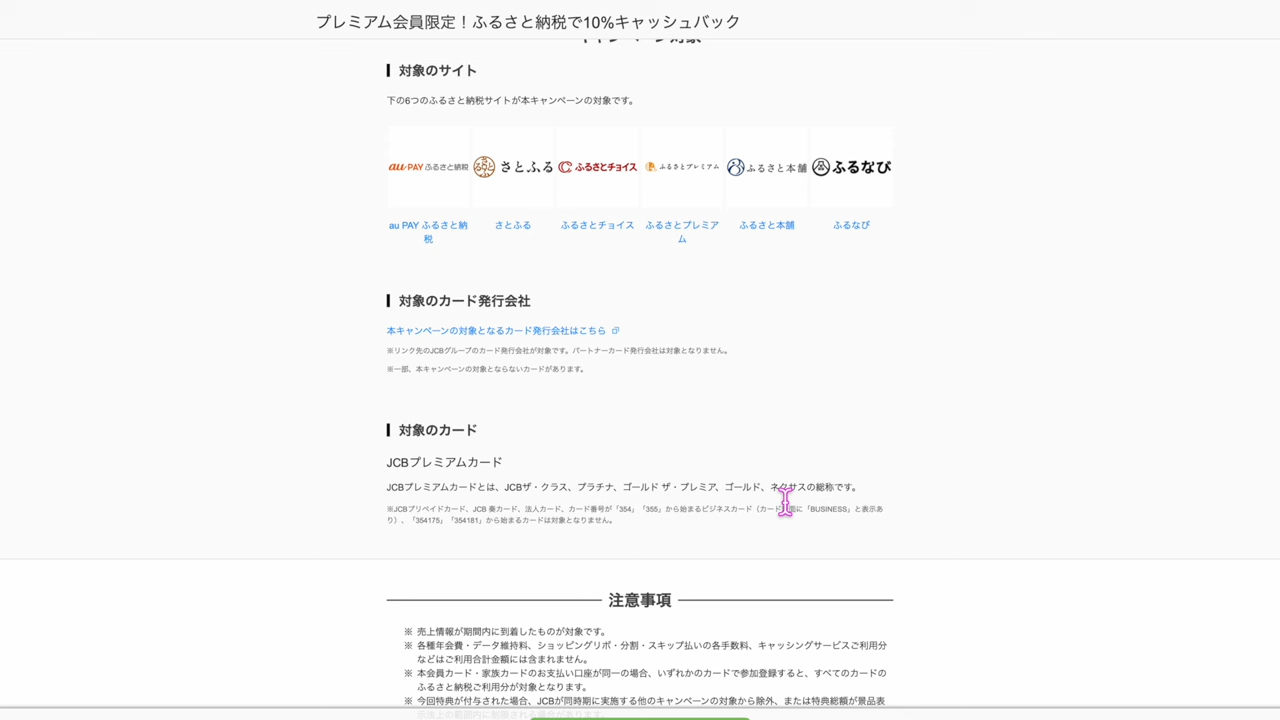 プレミアム会員限定！ふるさと納税で10%キャッシュバック
キャンペーン対象
対象のサイト
下の6つのふるさと納税サイトが本キャンペーンの対象です。
au PAY ふるさと納税
さとふる
ふるさとチョイス
ふるさとプレミアム
ふるさと本舗
ふるなび
au PAY ふるさと納
税
さとふる
ふるさとチョイス
ふるさとプレミア
ム
ふるさと本舗
ふるなび
対象のカード発行会社
本キャンペーンの対象となるカード発行会社はこちら
※リンク先のJCBグループのカード発行会社が対象です。パートナーカード発行会社は対象となりません。
※一部、本キャンペーンの対象とならないカードがあります。
対象のカード
JCBプレミアムカード
JCBプレミアムカードとは、JCBザ・クラス、プラチナ、ゴールド ザ・プレミア、ゴールド、ネクサスの総称です。
※JCBプリペイドカード、JCB 奏カード、法人カード、カード番号が「354」「355」から始まるビジネスカード（カード面に「BUSINESS」と表示あ
り）、「354175」「354181」から始まるカードは対象となりません。
注意事項
※ 売上情報が期間内に到着したものが対象です。
※ 各種年会費・データ維持料、ショッピングリボ・分割・スキップ払いの各手数料、キャッシングサービスご利用分
などはご利用合計金額には含まれません。
※ 本会員カード・家族カードのお支払い口座が同一の場合、いずれかのカードで参加登録すると、すべてのカードの
ふるさと納税ご利用分が対象となります。
※ 今回特典が付与された場合、JCBが同時期に実施する他のキャンペーンの対象から除外、または特典総額が景品表
示法上の範囲内に制限される場合があります。